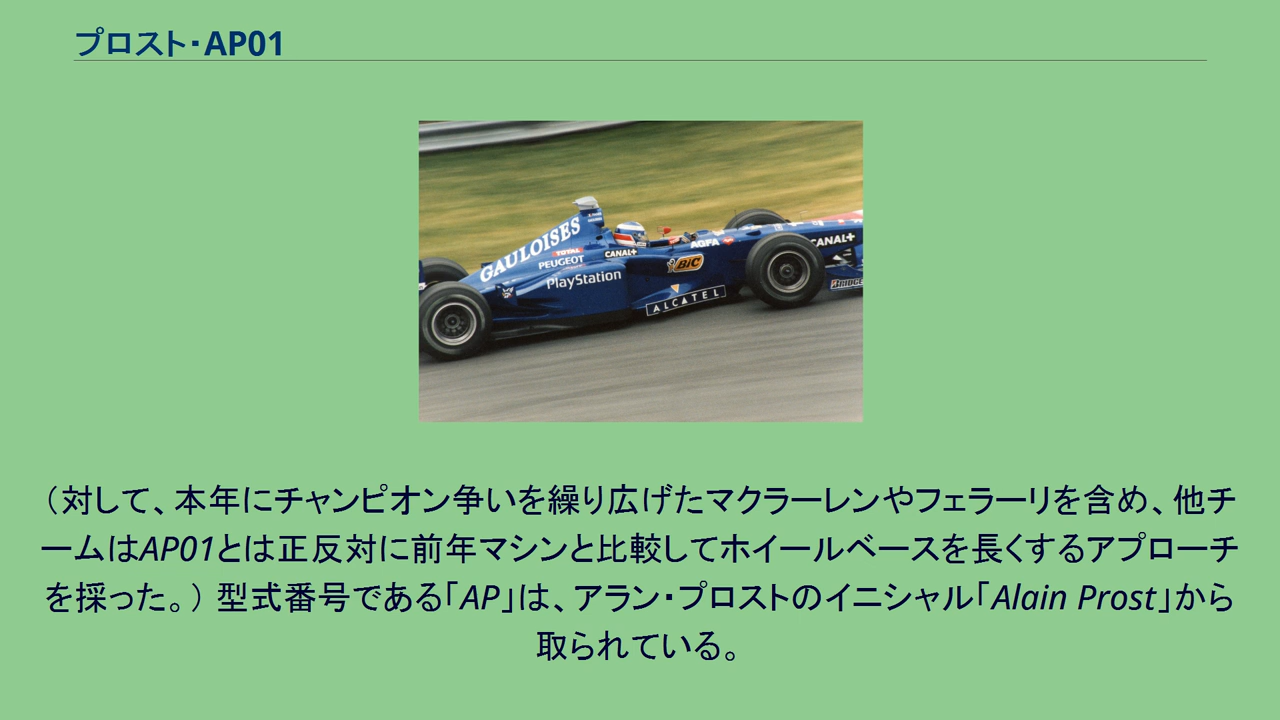 プロスト・AP01
GAULOISES
TOTAL
PEUGEOT
CANAL+
PlayStation
AGFA
BIC
ALCATEL
CANAL+
（対して、本年にチャンピオン争いを繰り広げたマクラーレンやフェラーリを含め、他チ
ームはAP01とは正反対に前年マシンと比較してホイールベースを長くするアプローチ
を採った。） 型式番号である「AP」は、アラン・プロストのイニシャル「Alain Prost」から
取られている。